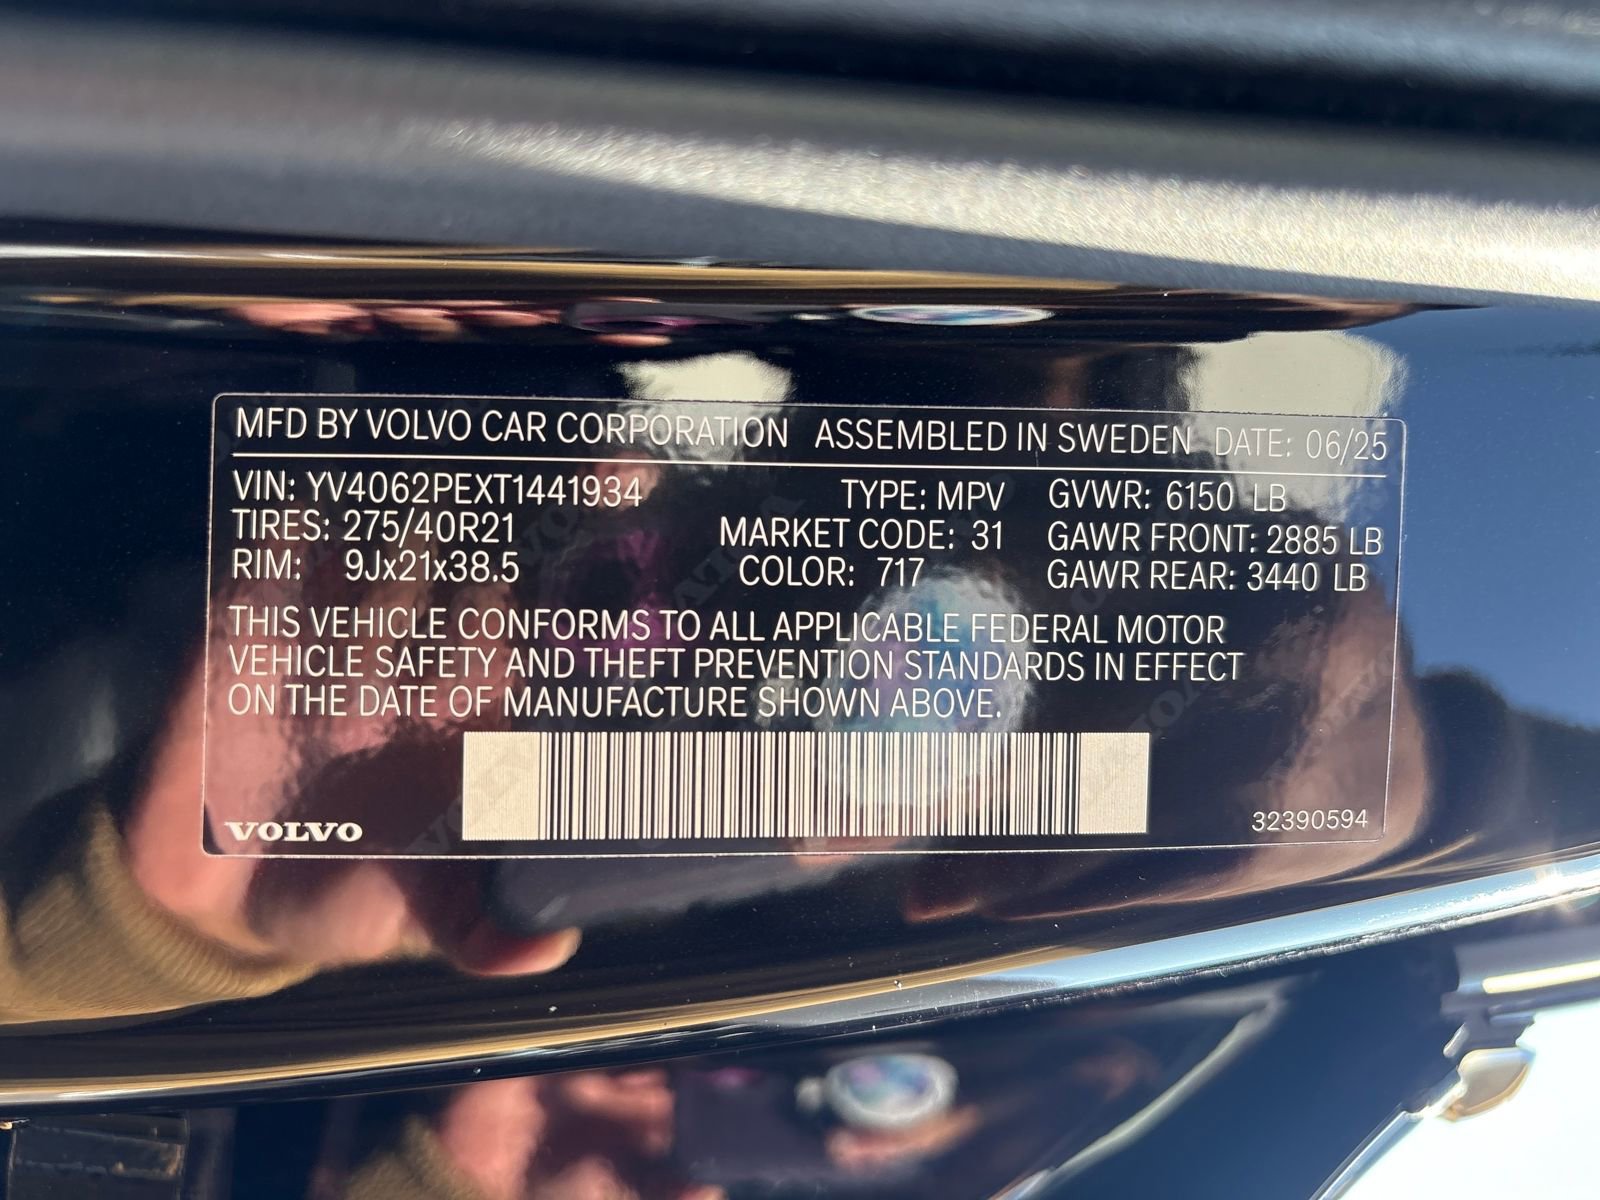 MFD BY VOLVO CAR CORPORATION ASSEMBLED IN SWEDEN DATE: 06/25
VIN: YV4062PEXT1441934 TYPE: MPV GVWR: 6150 LB
TIRES: 275/40R21 MARKET CODE: 31 GAWR FRONT: 2885 LB
RIM: 9Jx21x38.5 COLOR: 717 GAWR REAR: 3440 LB
THIS VEHICLE CONFORMS TO ALL APPLICABLE FEDERAL MOTOR
VEHICLE SAFETY AND THEFT PREVENTION STANDARDS IN EFFECT
ON THE DATE OF MANUFACTURE SHOWN ABOVE.
VOLVO 32390594